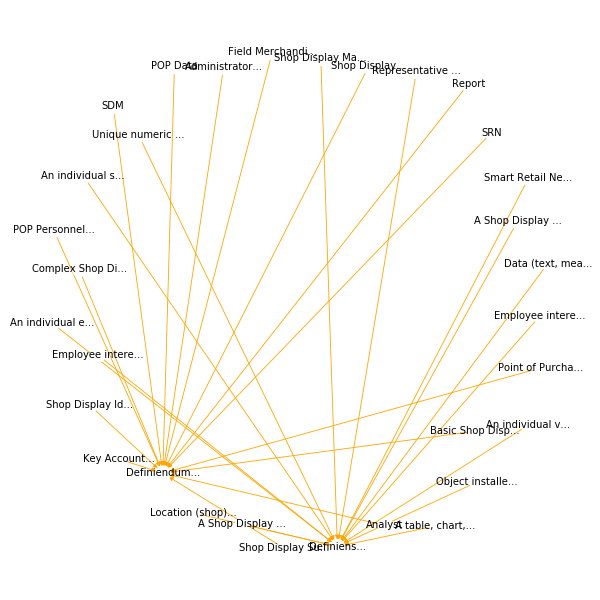 Field Merchandi...
Shop Display Ma...
POP Data
Administrator...
Shop Display
Representative ...
Report
SDM
Unique numeric ...
SRN
An individual s...
Smart Retail Ne...
A Shop Display ...
POP Personnel...
Complex Shop Di...
Data (text, mea...
An individual e...
Employee intere...
Employee intere...
Point of Purcha...
Shop Display Id...
An individual v...
Basic Shop Disp...
Key Account...
Definiendum...
Object installe...
Location (shop)...
A Shop Display ...
Analyst
A table, chart,...
Shop Display Su...
Definiens...